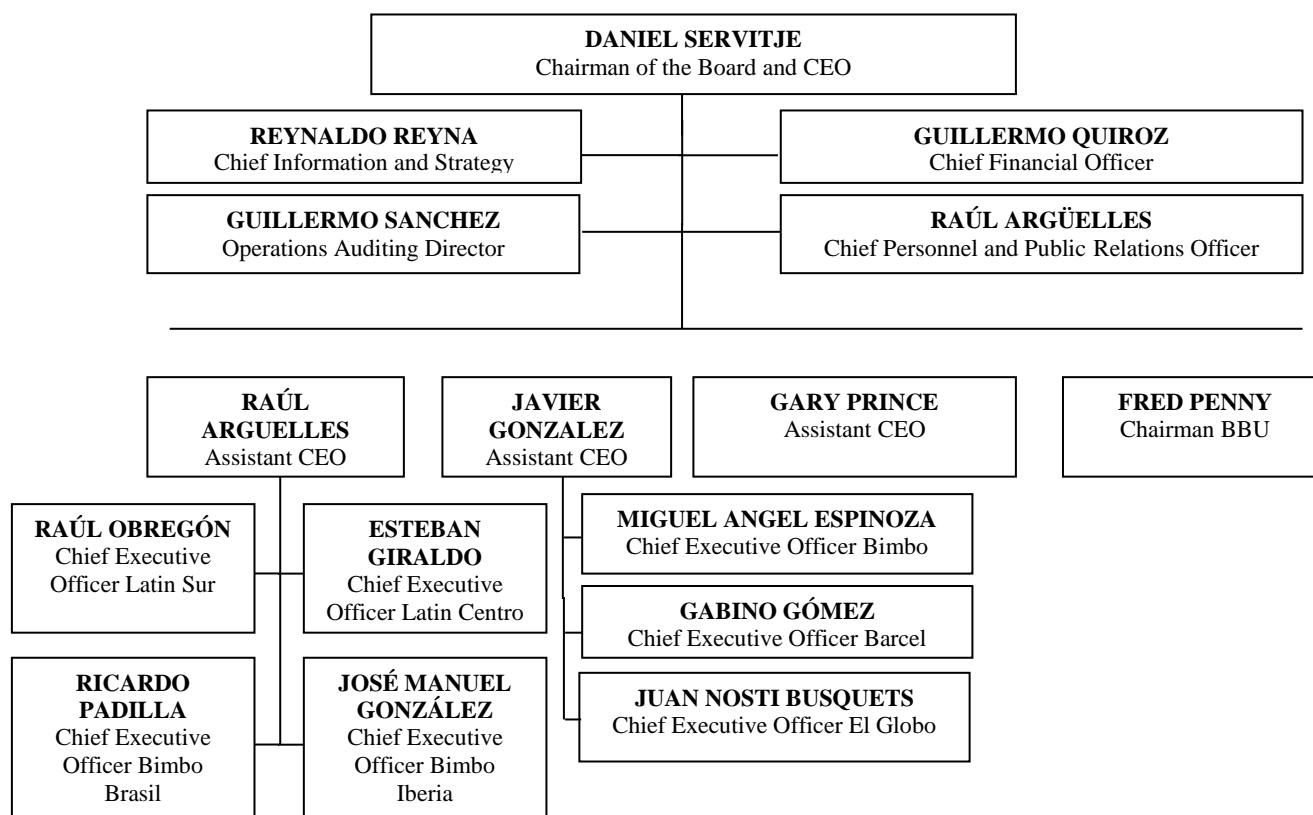 DANIEL SERVITJE
Chairman of the Board and CEO
REYNALDO REYNA
Chief Information and Strategy
GUILLERMO QUIROZ
Chief Financial Officer
GUILLERMO SANCHEZ
Operations Auditing Director
RAÚL ARGÜELLES
Chief Personnel and Public Relations Officer
RAÚL
ARGUELLES
Assistant CEO
JAVIER
GONZALEZ
Assistant CEO
GARY PRINCE
Assistant CEO
FRED PENNY
Chairman BBU
RAÚL OBREGÓN
Chief Executive
Officer Latin Sur
ESTEBAN
GIRALDO
Chief Executive
Officer Latin Centro
MIGUEL ANGEL ESPINOZA
Chief Executive Officer Bimbo
GABINO GÓMEZ
Chief Executive Officer Barcel
RICARDO
PADILLA
Chief Executive
Officer Bimbo
Brasil
JOSÉ MANUEL
GONZÁLEZ
Chief Executive
Officer Bimbo
Iberia
JUAN NOSTI BUSQUETS
Chief Executive Officer El Globo